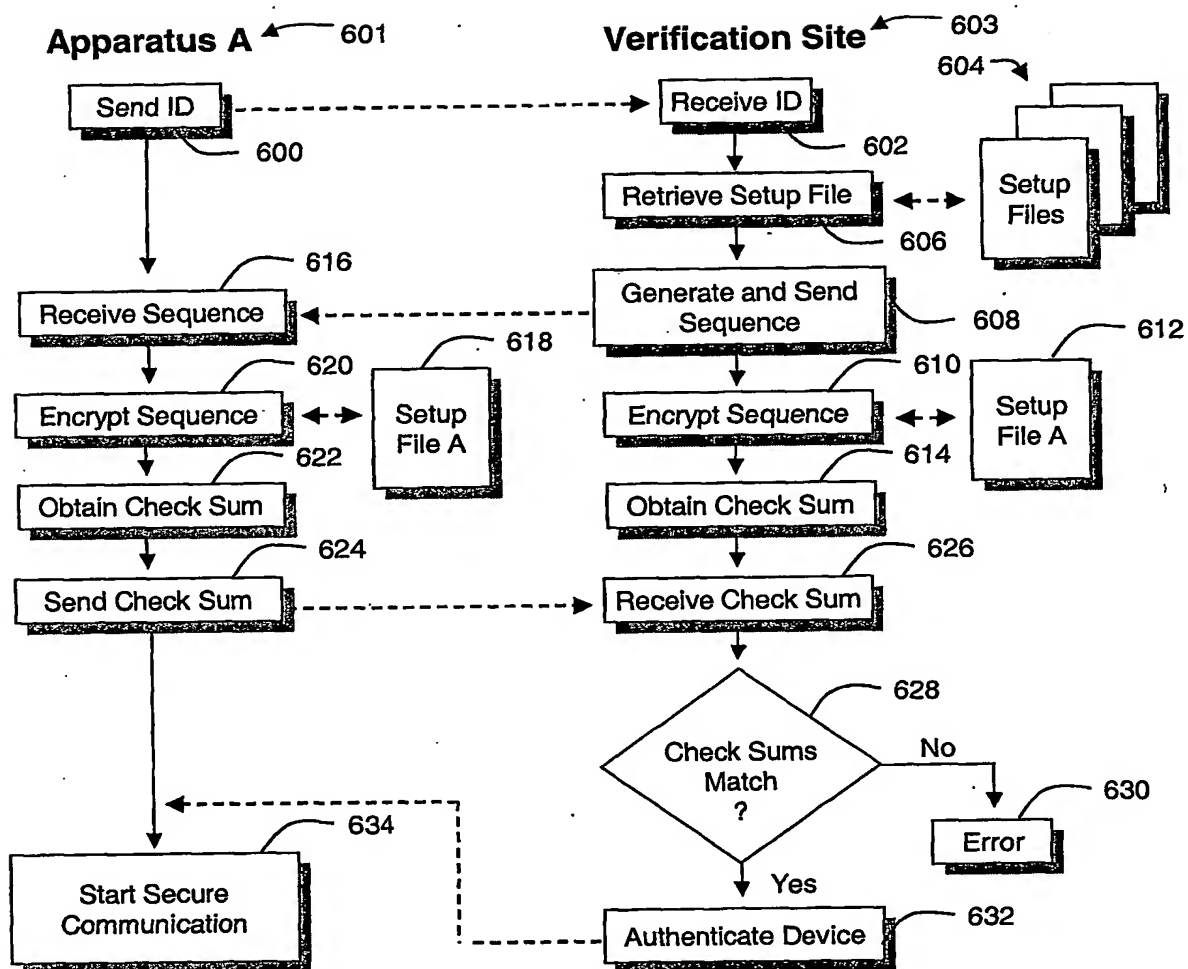 Apparatus A
601
Verification Site
603
604
Send ID
600
Receive ID
602
Retrieve Setup File
606
Setup
Files
616
Receive Sequence
Generate and Send
Sequence
608
618
612
620
Encrypt Sequence
Setup
File A
610
Encrypt Sequence
Setup
File A
622
Obtain Check Sum
614
Obtain Check Sum
624
Send Check Sum
626
Receive Check Sum
628
Check Sums
Match
?
No
630
Error
634
Start Secure
Communication
Yes
632
Authenticate Device